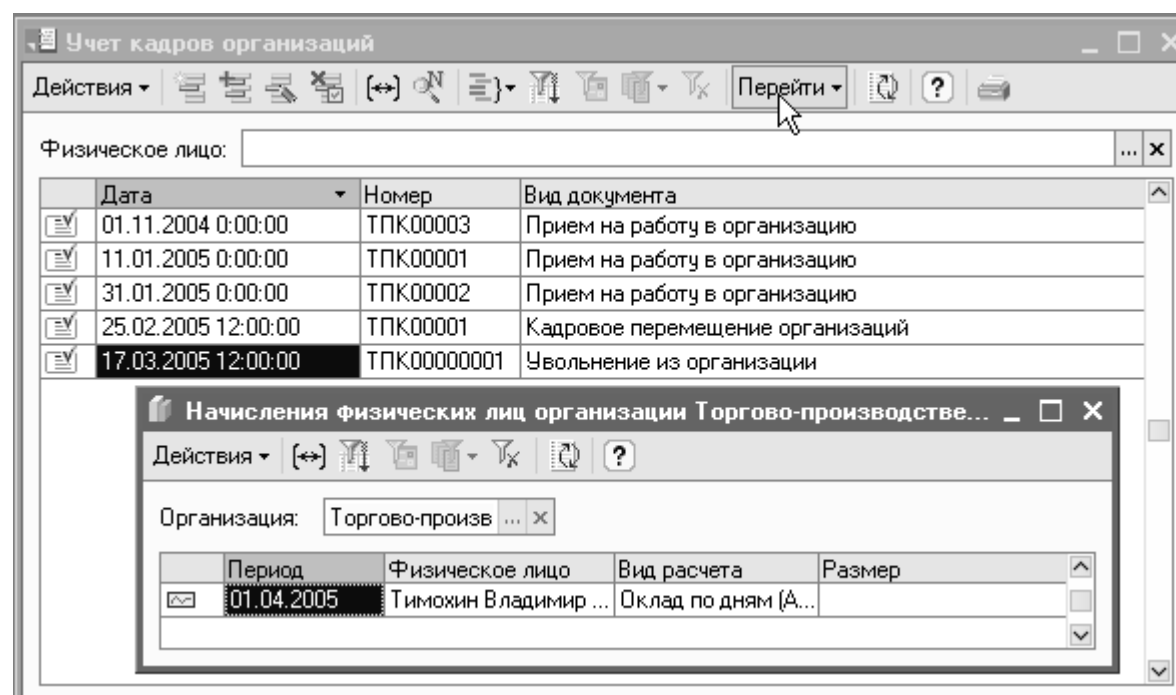 Учет кадров организаций
Действия Перейти ?
Физическое лицо: ... x
Дата Номер Вид документа
01.11.2004 0:00:00 ТПК00003 Прием на работу в организацию
11.01.2005 0:00:00 ТПК00001 Прием на работу в организацию
31.01.2005 0:00:00 ТПК00002 Прием на работу в организацию
25.02.2005 12:00:00 ТПК00001 Кадровое перемещение организаций
17.03.2005 12:00:00 ТПК00000001 Увольнение из организации
Начисления физических лиц организации Торгово-производстве...
Действия ?
Организация: Торгово-произв ... x
Период Физическое лицо Вид расчета Размер
01.04.2005 Тимохин Владимир ... Оклад по дням (А...